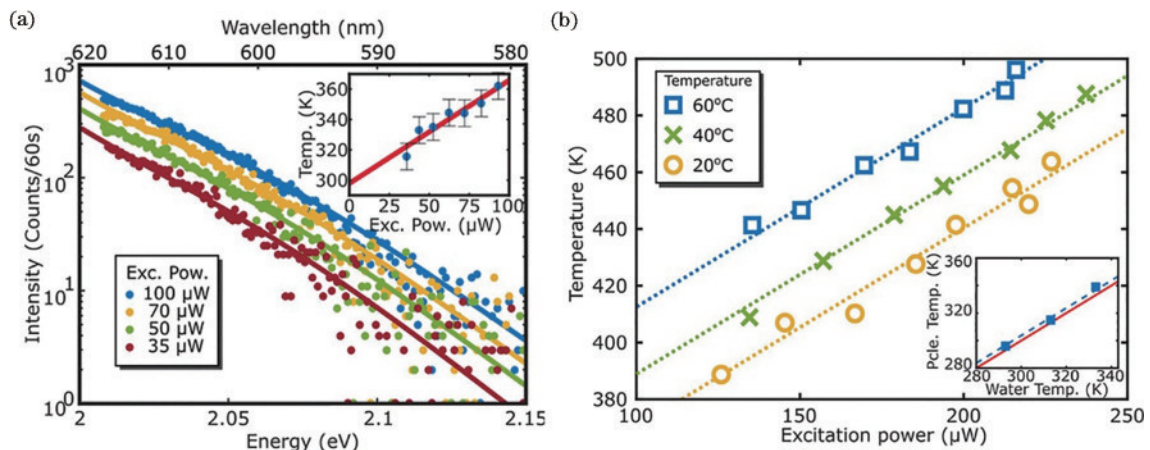 (a)
Wavelength (nm)
620 610 600 590 580
10³
10²
10¹
10⁰
Intensity (Counts/60s)
2 2.05 2.1 2.15
Energy (eV)
Exc. Pow.
100 µW
70 µW
50 µW
35 µW
Temp. (K)
360
340
320
300
0 25 50 75 100
Exc. Pow. (µW)
(b)
Temperature (K)
500
480
460
440
420
400
380
100 150 200 250
Excitation power (µW)
Temperature
60°C
40°C
20°C
Pcle. Temp. (K)
360
320
280
280 300 320 340
Water Temp. (K)